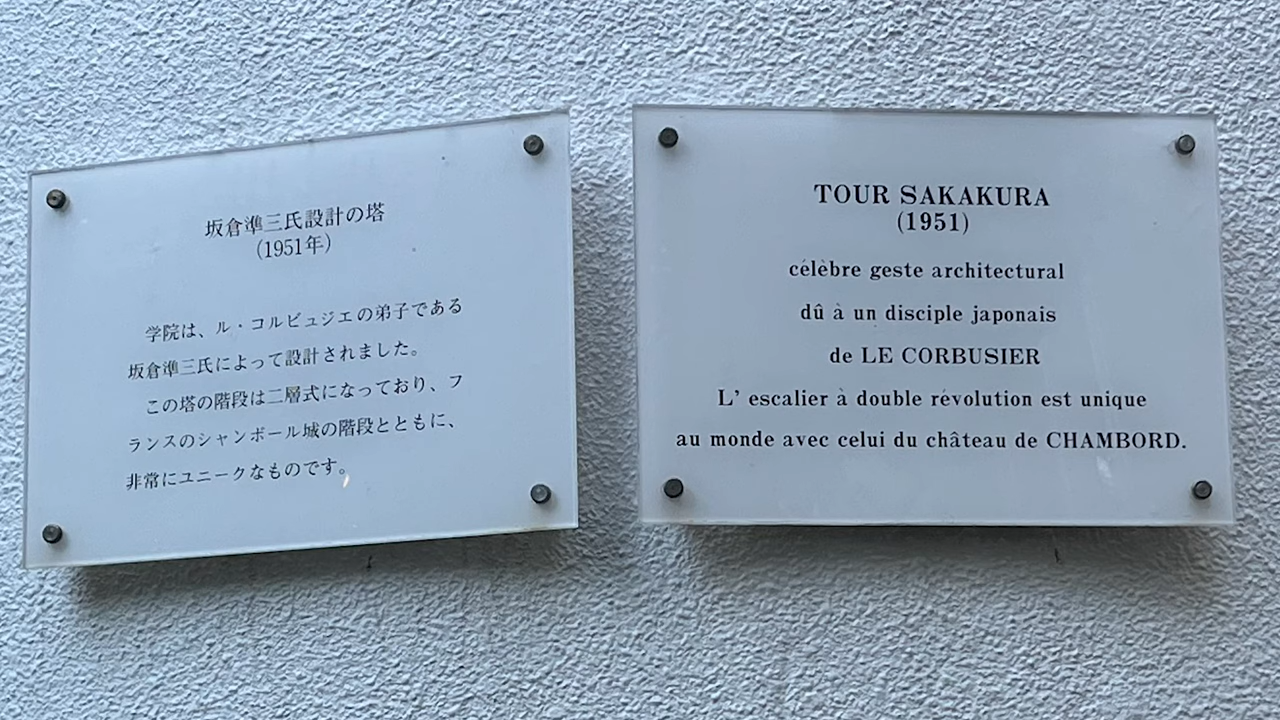 坂倉準三氏設計の塔
(1951年)
学院は、ル・コルビュジエの弟子である
坂倉準三氏によって設計されました。
この塔の階段は二層式になっており、フ
ランスのシャンボール城の階段とともに、
非常にユニークなものです。
TOUR SAKAKURA
(1951)
célèbre geste architectural
dû à un disciple japonais
de LE CORBUSIER
L' escalier à double révolution est unique
au monde avec celui du château de CHAMBORD.